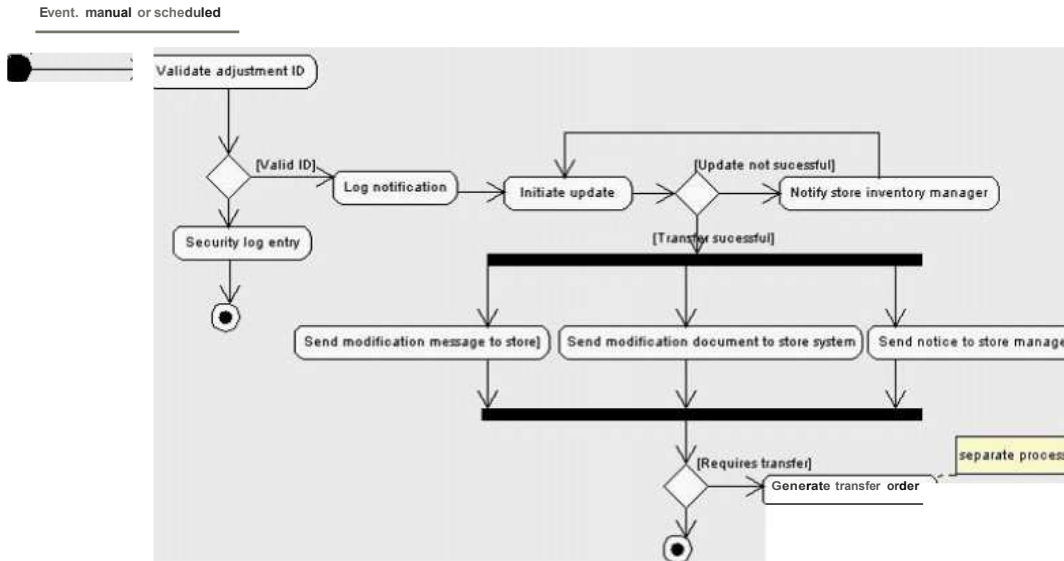 Event. manual or scheduled
Validate adjustment ID
[Valid ID]
[Update not sucessful]
Log notification
Initiate update
Notify store inventory manager
Security log entry
[Transfer sucessful]
Send modification message to store]
Send modification document to store system
Send notice to store manage
[Requires transfer]
separate process
Generate transfer order